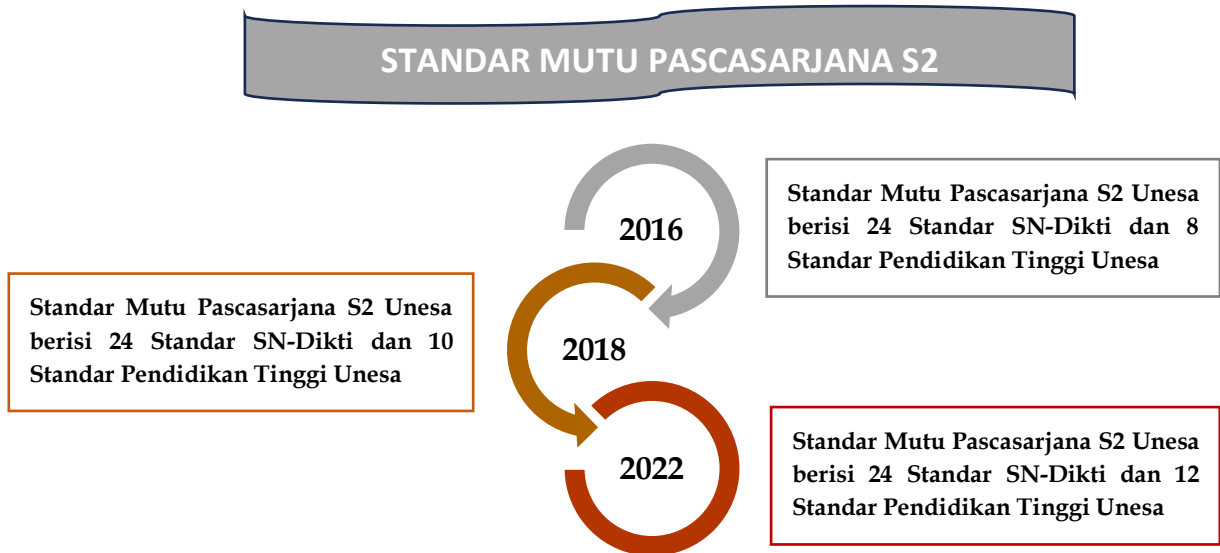 STANDAR MUTU PASCASARJANA S2
2016
Standar Mutu Pascasarjana S2 Unesa
berisi 24 Standar SN-Dikti dan 8
Standar Pendidikan Tinggi Unesa
Standar Mutu Pascasarjana S2 Unesa
berisi 24 Standar SN-Dikti dan 10
Standar Pendidikan Tinggi Unesa
2018
2022
Standar Mutu Pascasarjana S2 Unesa
berisi 24 Standar SN-Dikti dan 12
Standar Pendidikan Tinggi Unesa